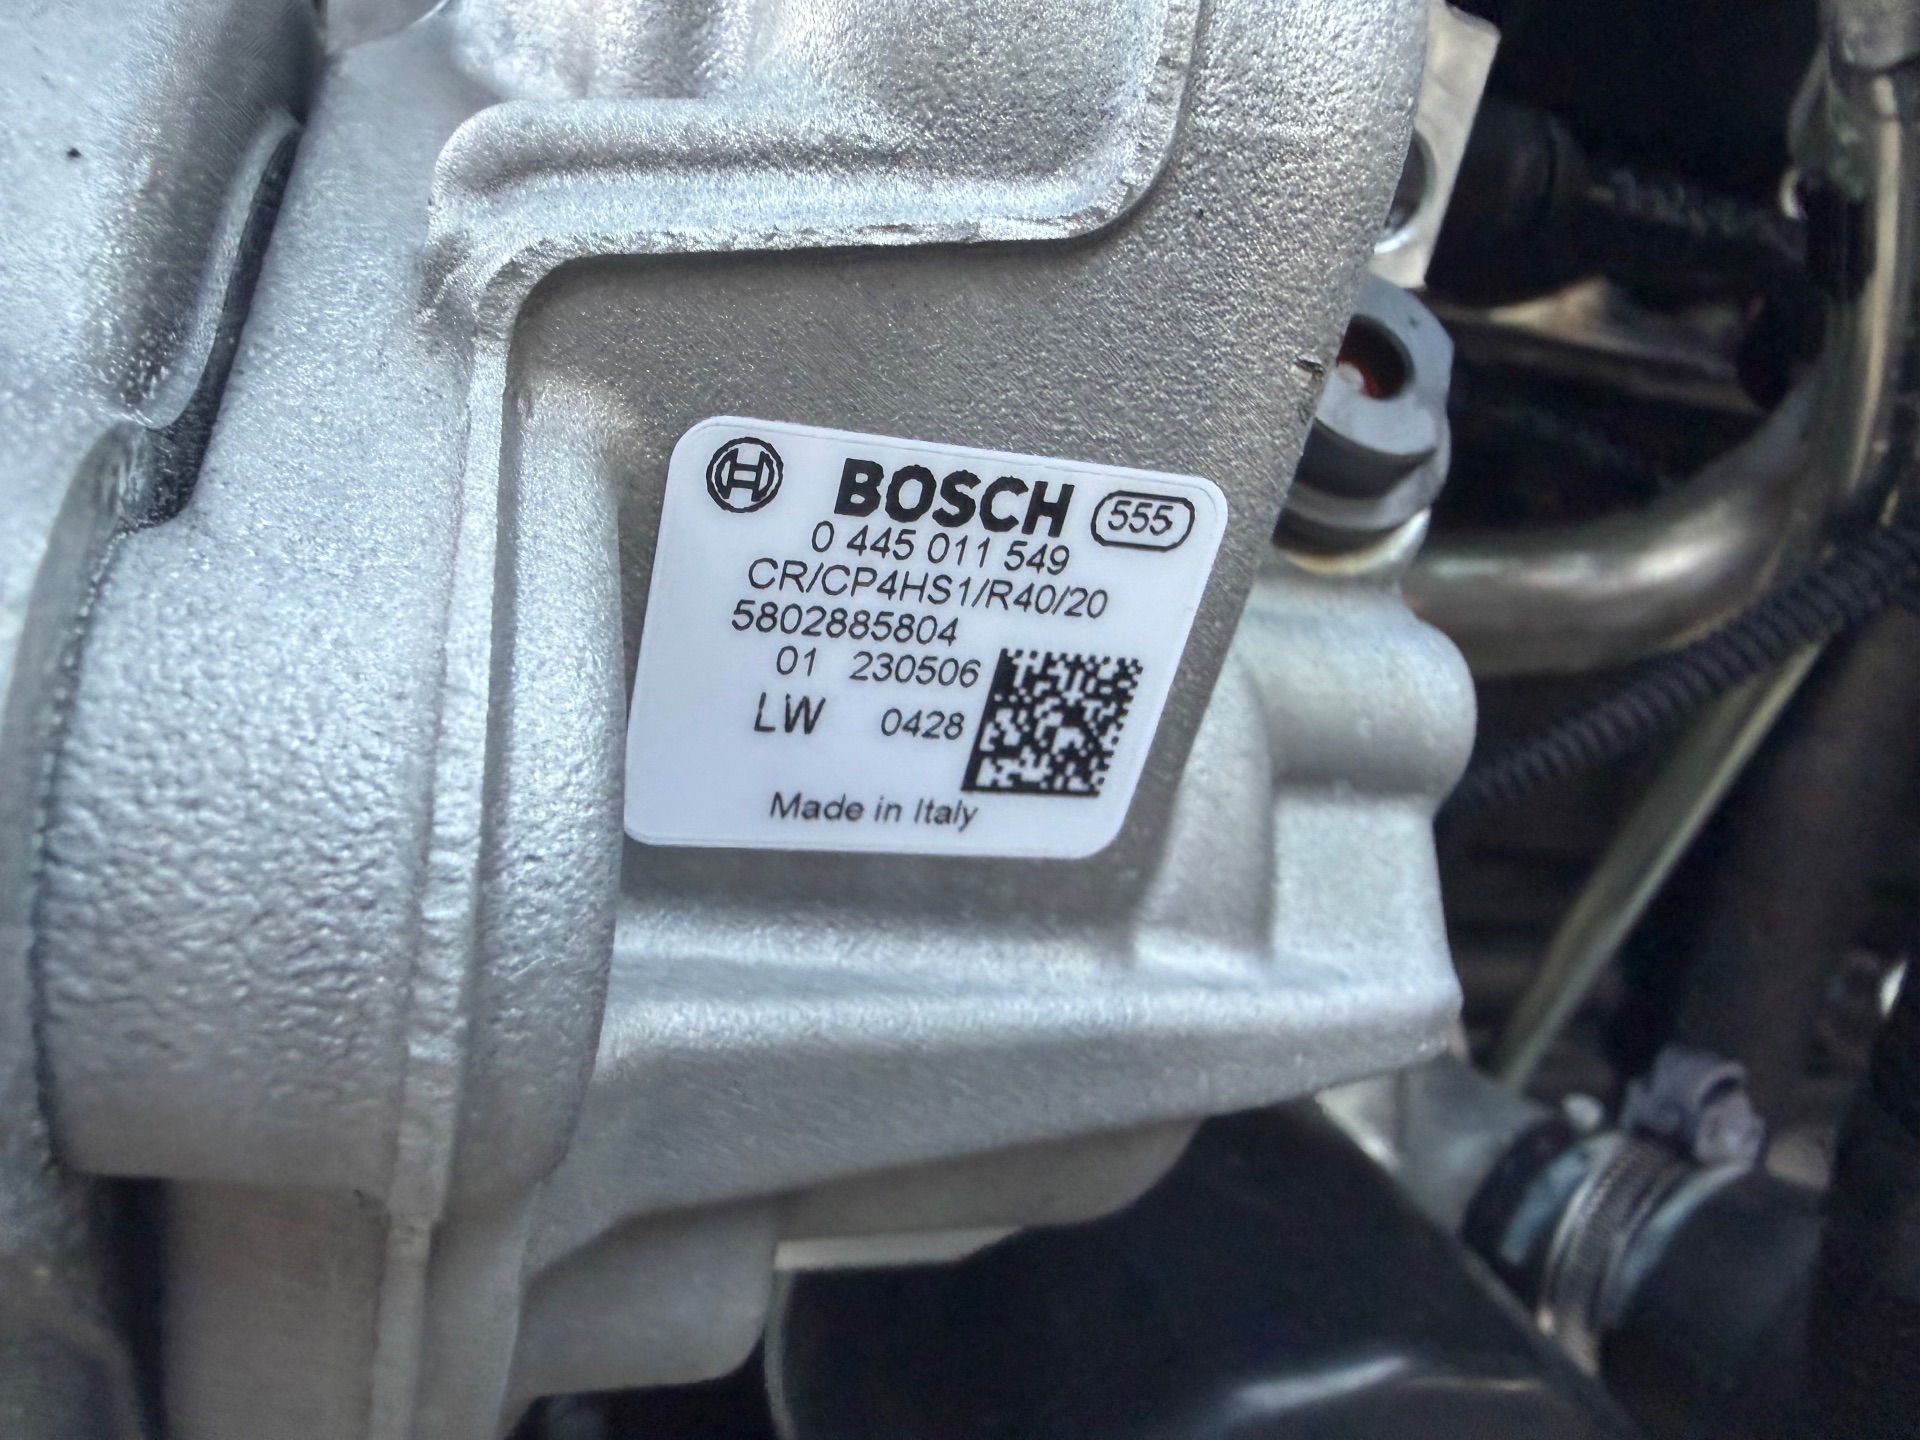 BOSCH 555
0 445 011 549
CR/CP4HS1/R40/20
5802885804
01 230506
LW 0428
Made in Italy